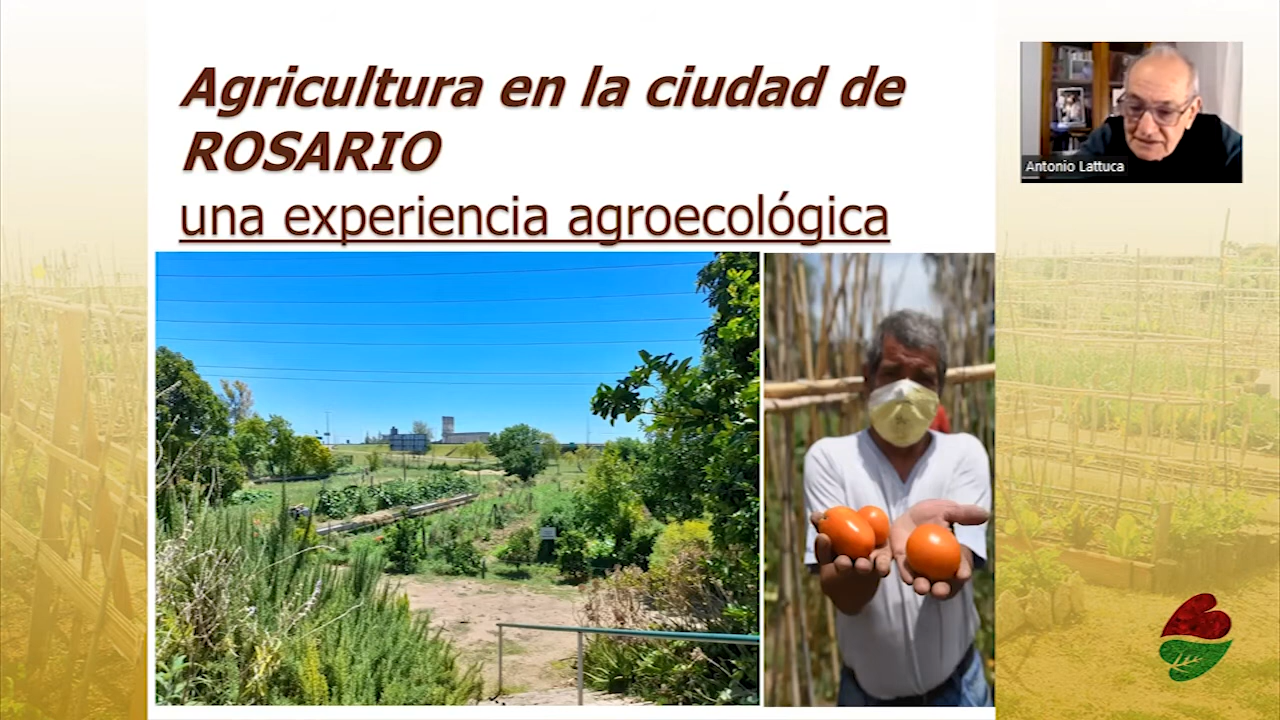 Agricultura en la ciudad de
ROSARIO
una experiencia agroecológica
Antonio Lattuca